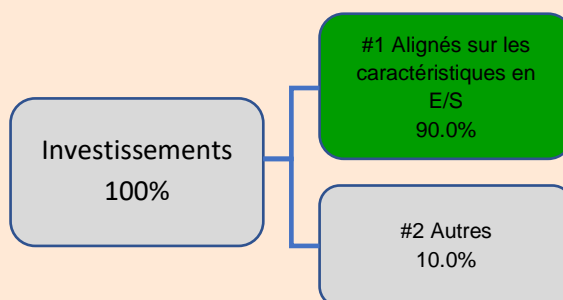 Investissements
100%
#1 Alignés sur les
caractéristiques en
E/S
90.0%
#2 Autres
10.0%